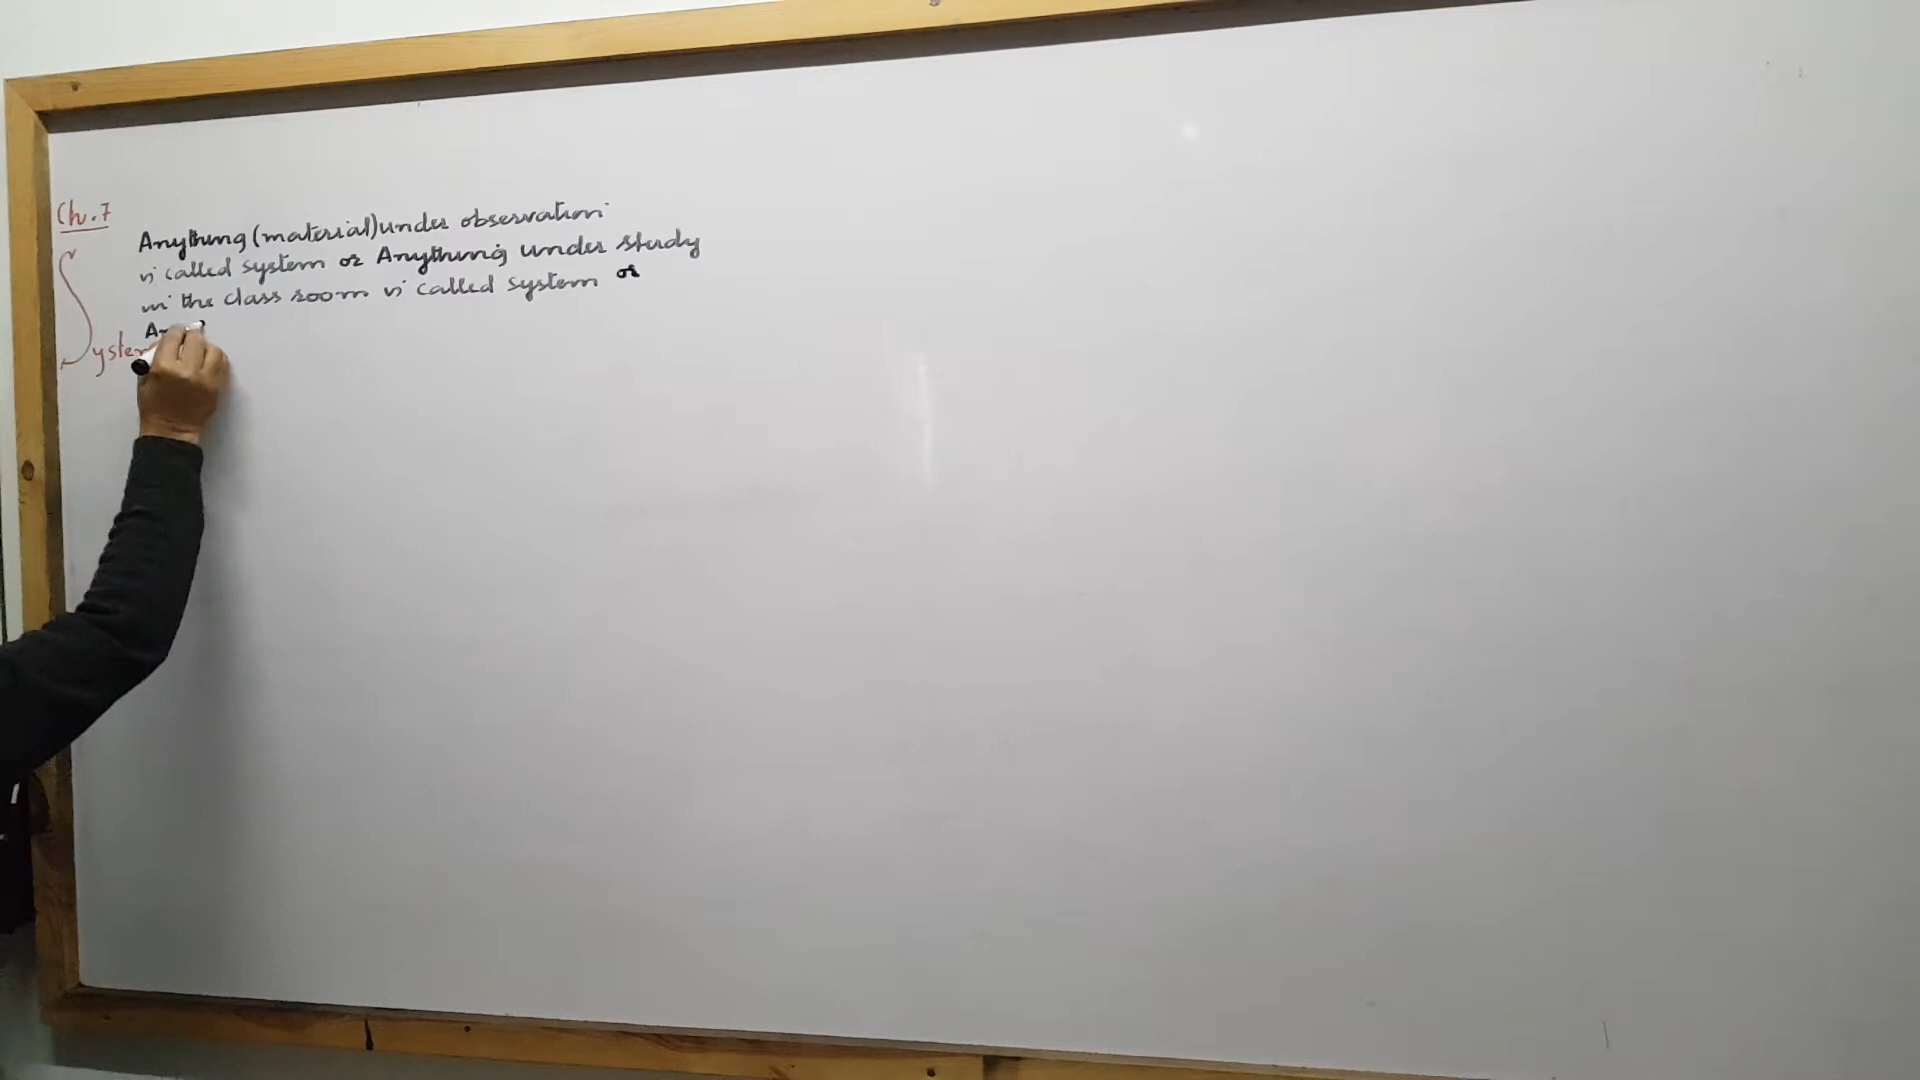 Ch. 7
Anything (material) under observation
is called system or Anything under study
in the class room is called system or
System